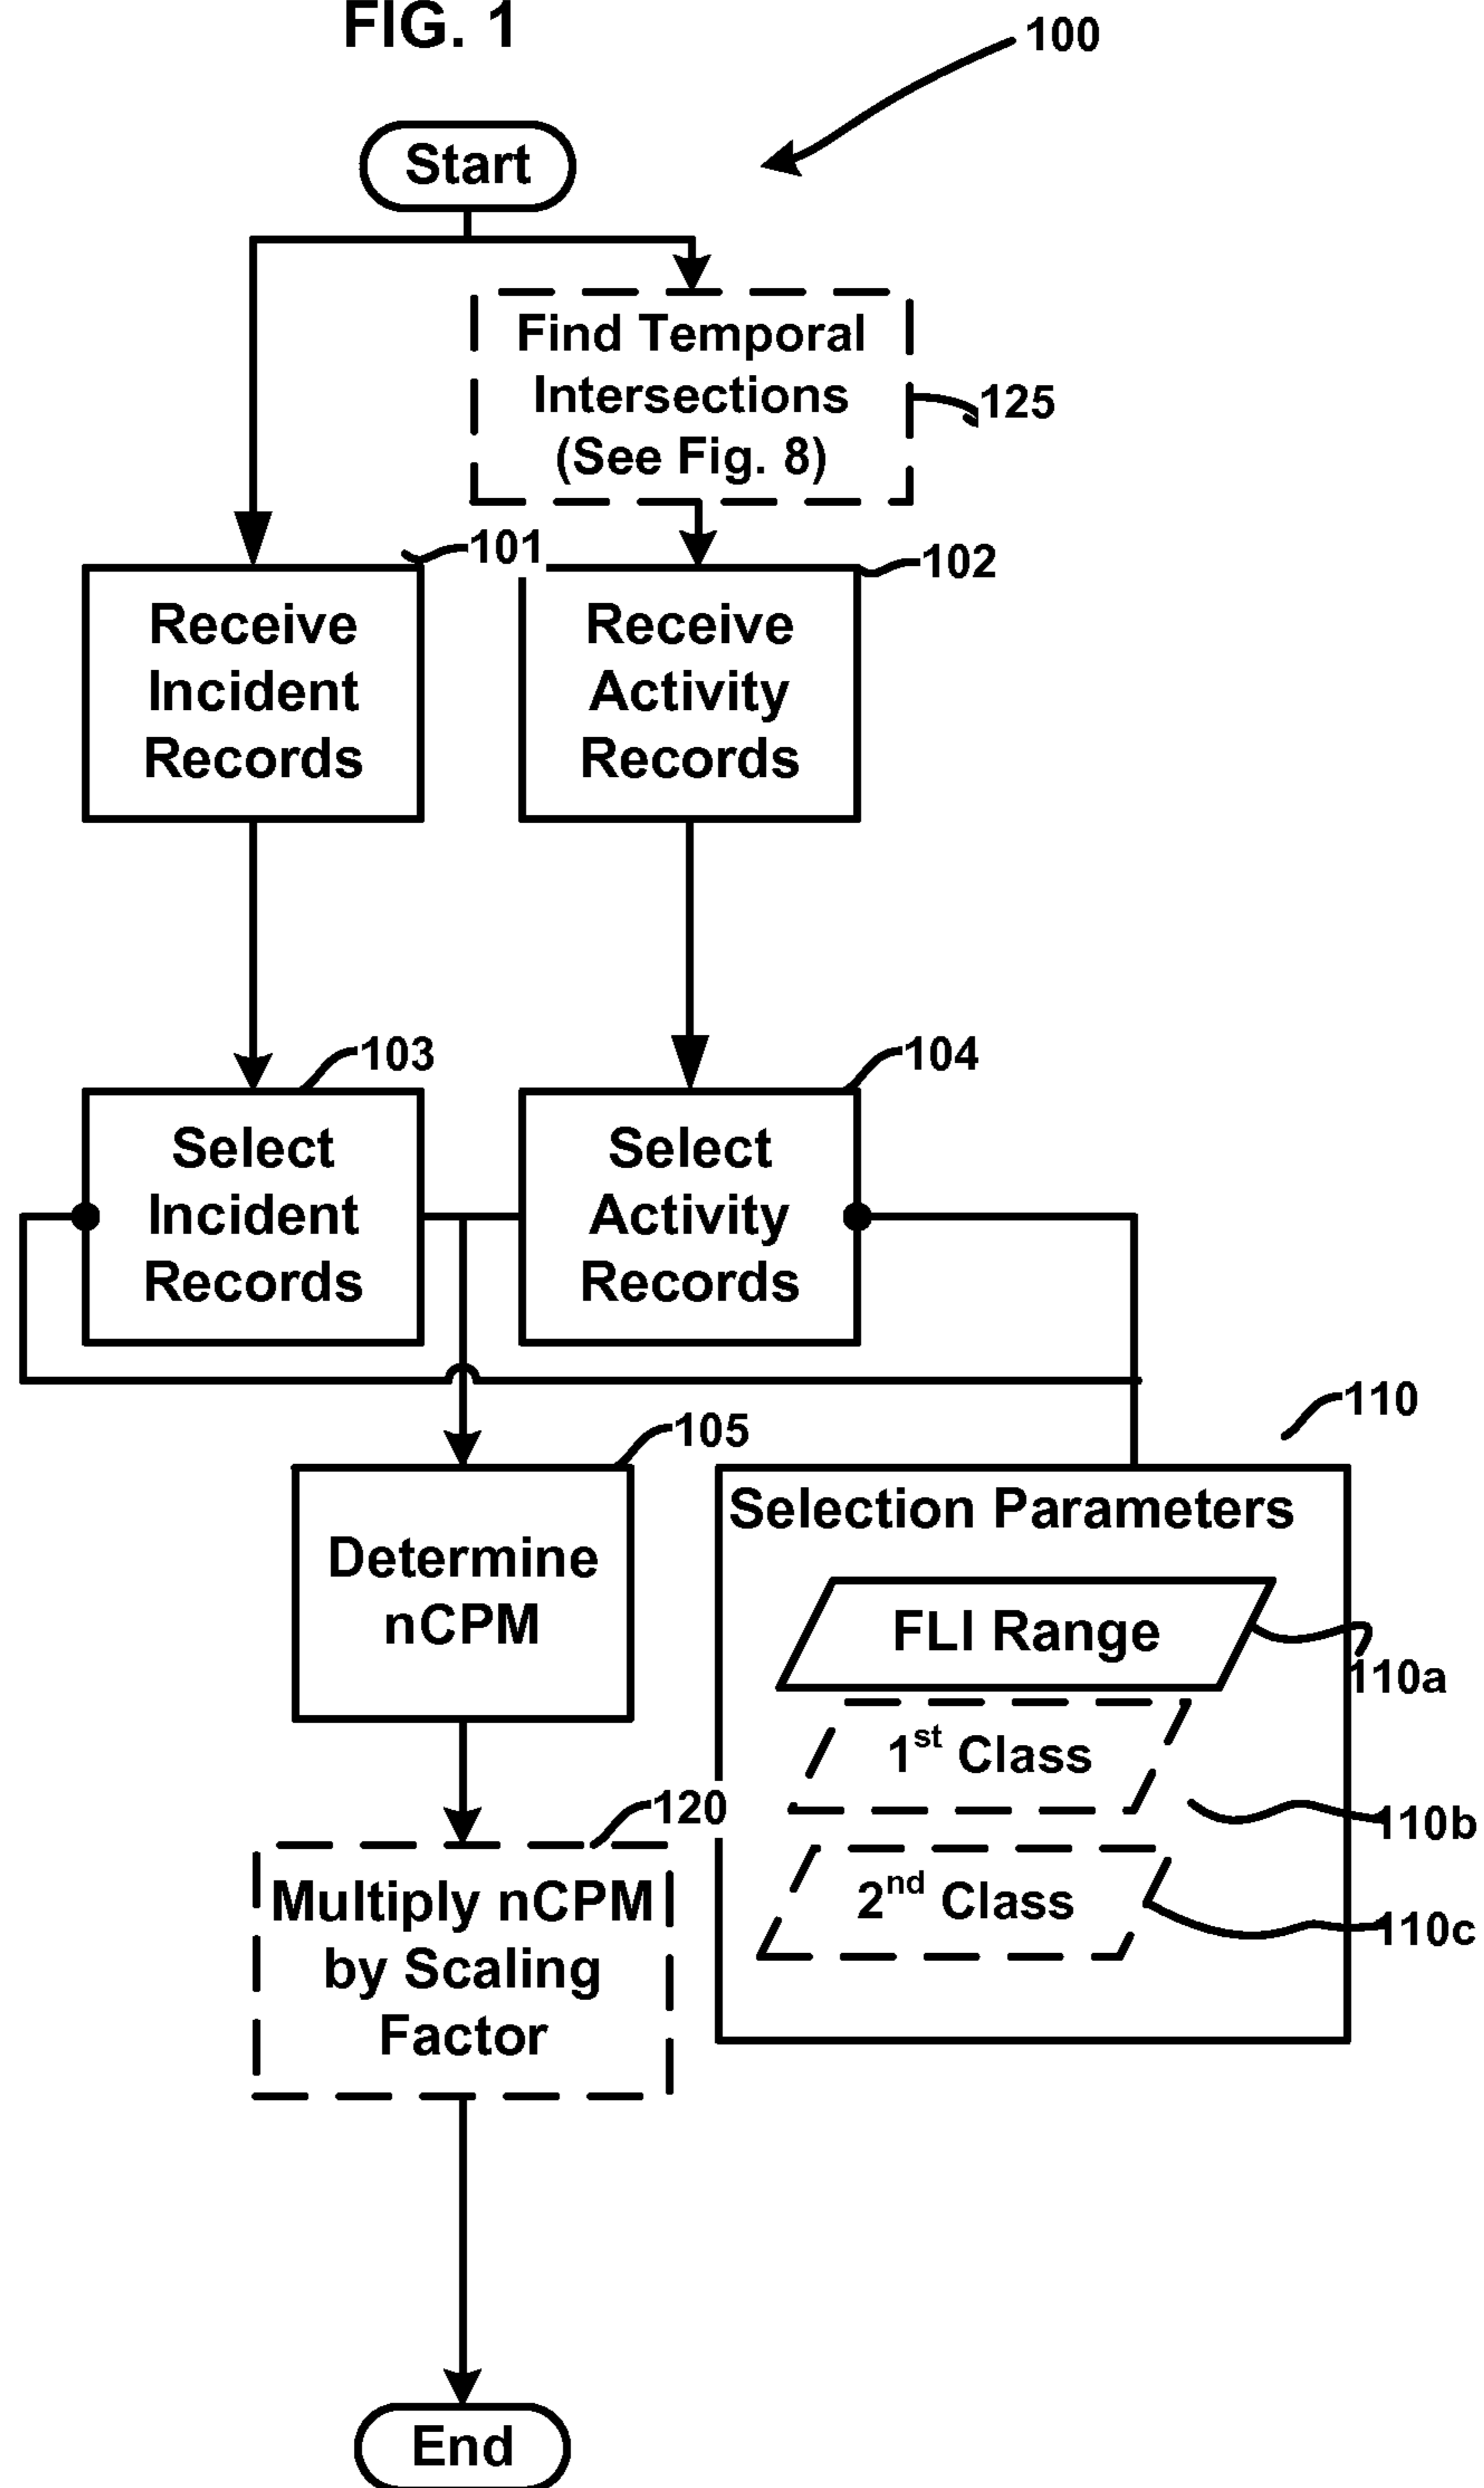 FIG. 1
100
Start
Find Temporal
Intersections
(See Fig. 8)
125
101
102
Receive
Incident
Records
Receive
Activity
Records
103
104
Select
Incident
Records
Select
Activity
Records
110
105
Determine
nCPM
Selection Parameters
FLI Range
110a
1st Class
110b
2nd Class
110c
120
Multiply nCPM
by Scaling
Factor
End